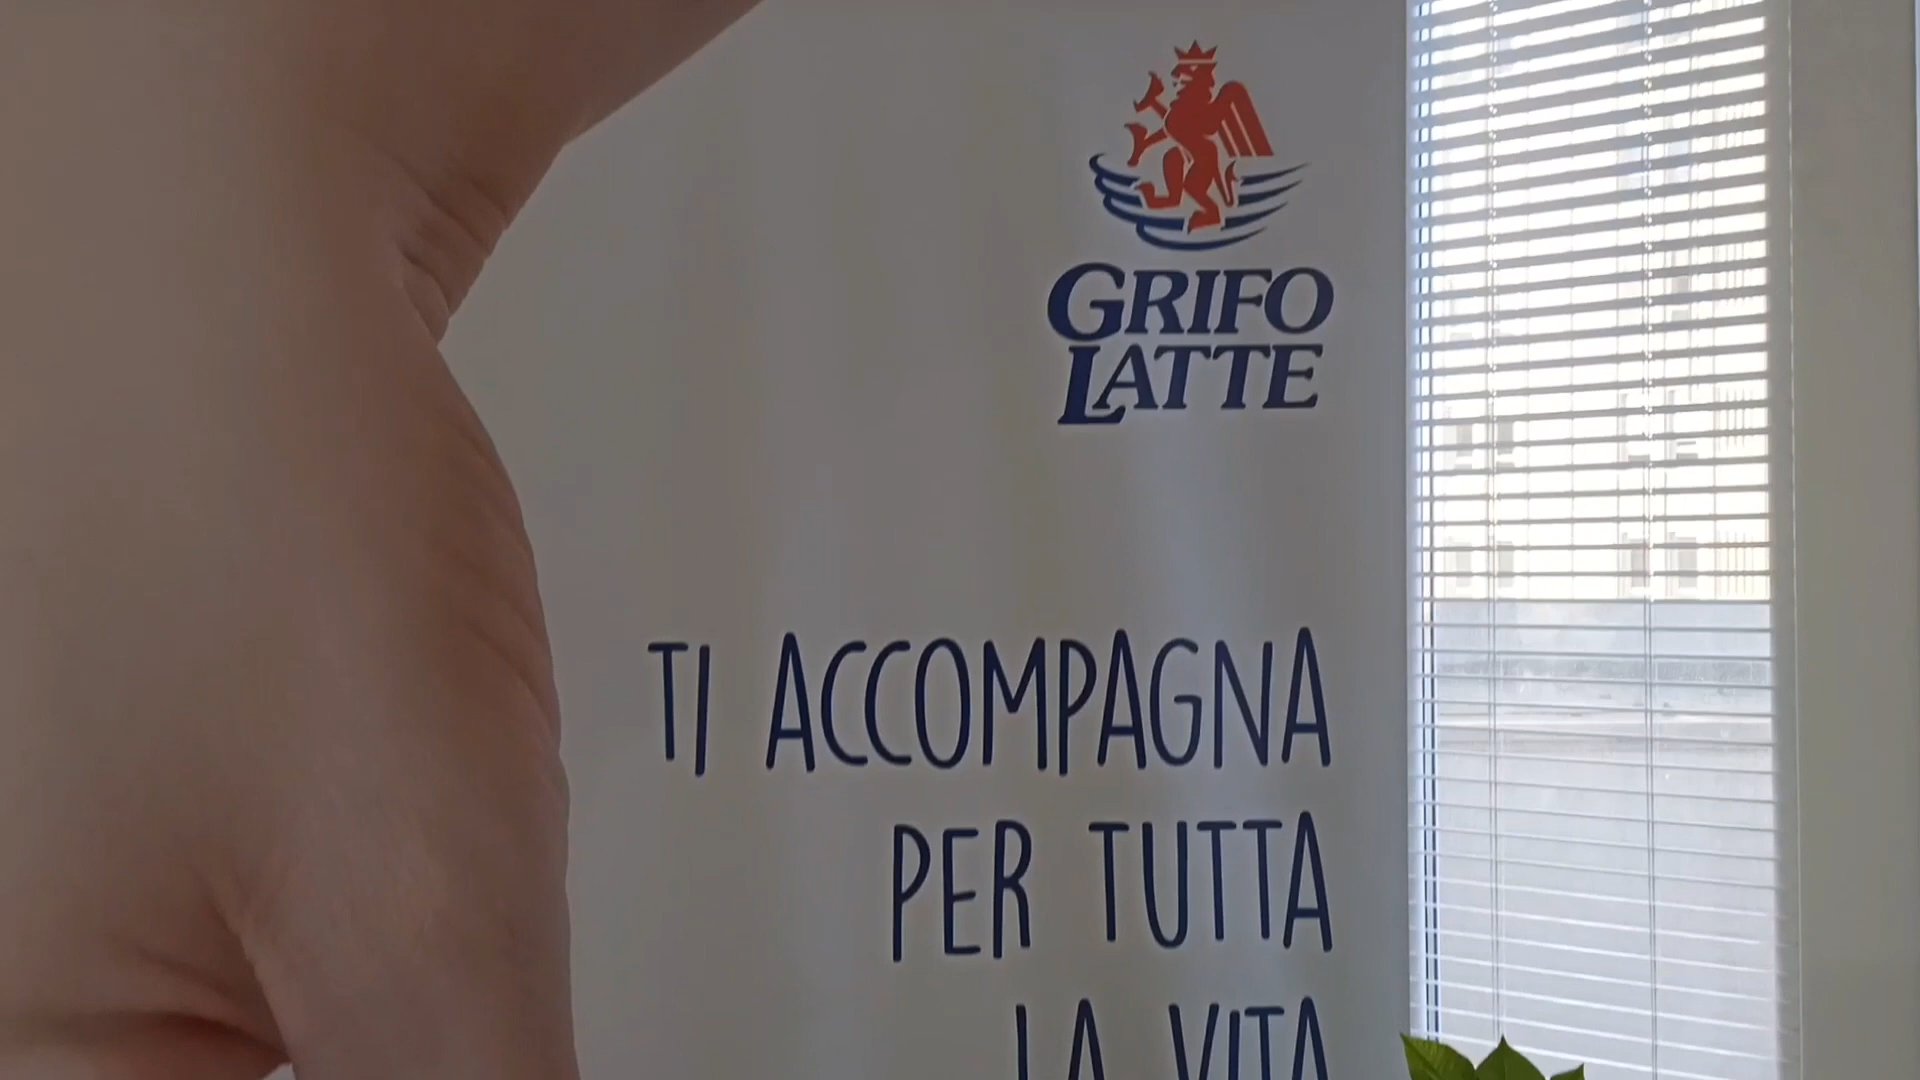 GRIFO
LATTE
TI ACCOMPAGNA
PER TUTTA
LA VITA